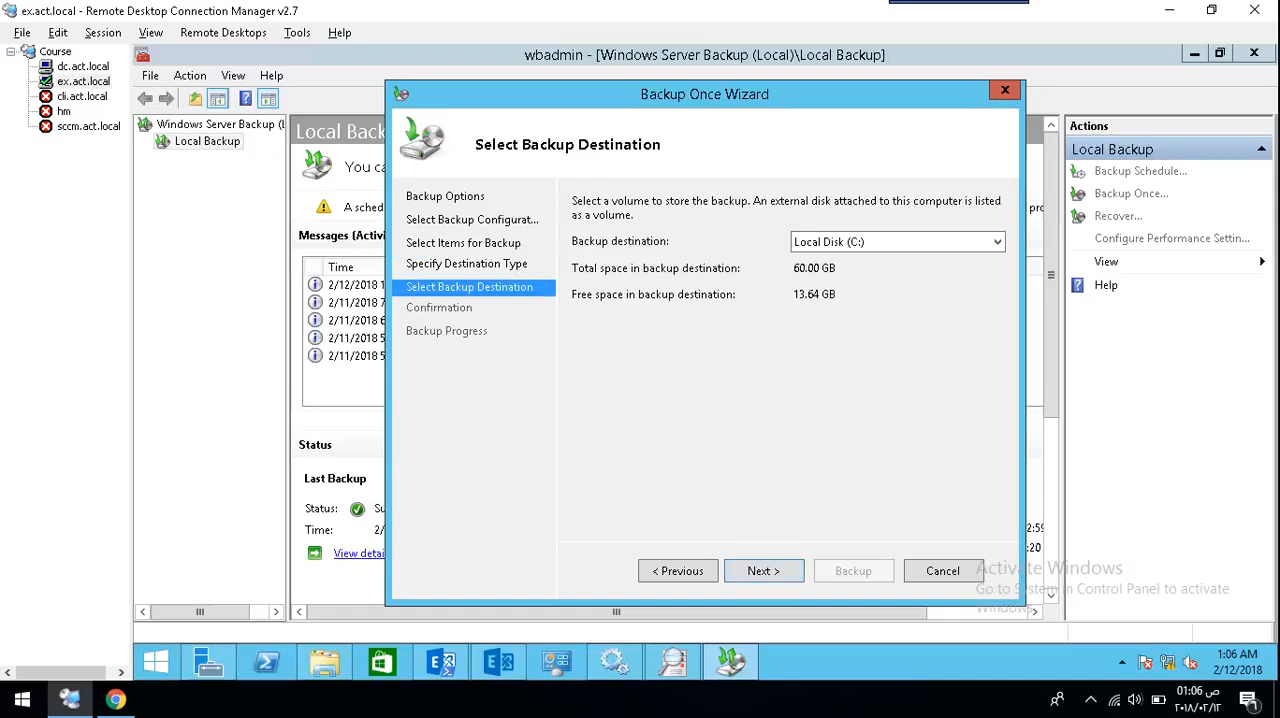 ex.act.local - Remote Desktop Connection Manager v2.7
File Edit Session View Remote Desktops Tools Help
Course
dc.act.local
ex.act.local
cli.act.local
hm
sccm.act.local
wbadmin - [Windows Server Backup (Local)\Local Backup]
File Action View Help
Windows Server Backup (l
Local Backup
Local Back
You ca
A sched
pro
Messages (Activi
Time
2/12/2018 1
2/11/2018 7
2/11/2018 6
2/11/2018 5
2/11/2018 5
Status
Last Backup
Status: Su
Time: 2/
View detai
2:59
:20
Backup Once Wizard
Select Backup Destination
Backup Options
Select Backup Configurat...
Select Items for Backup
Specify Destination Type
Select Backup Destination
Confirmation
Backup Progress
Select a volume to store the backup. An external disk attached to this computer is listed
as a volume.
Backup destination: Local Disk (C:)
Total space in backup destination: 60.00 GB
Free space in backup destination: 13.64 GB
< Previous Next > Backup Cancel
Actions
Local Backup
Backup Schedule...
Backup Once...
Recover...
Configure Performance Settin...
View
Help
Activate Windows
Go to System in Control Panel to activate
Windows.
1:06 AM
2/12/2018
01:06 ص
٢٠١٨/٠٢/١٢